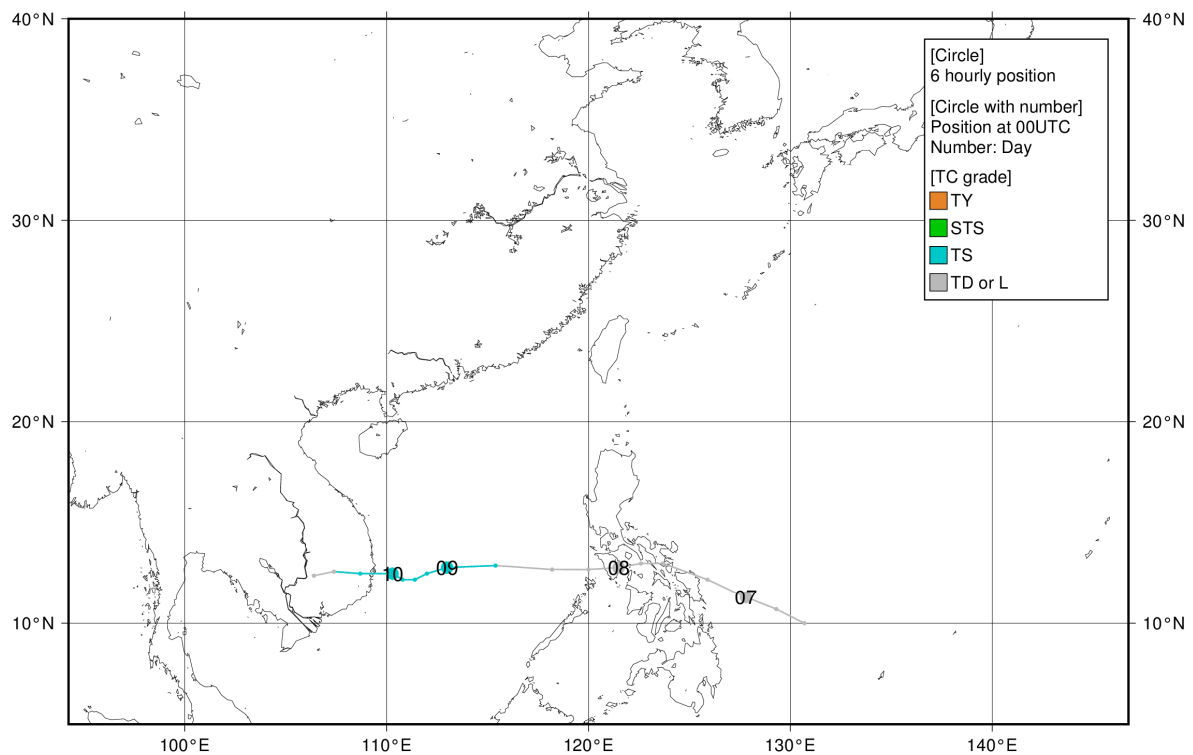 40°N
40°N
[Circle]
6 hourly position
[Circle with number]
Position at 00UTC
Number: Day
[TC grade]
TY
STS
TS
TD or L
30°N
30°N
20°N
20°N
10
09
08
07
10°N
10°N
100°E
110°E
120°E
130°E
140°E